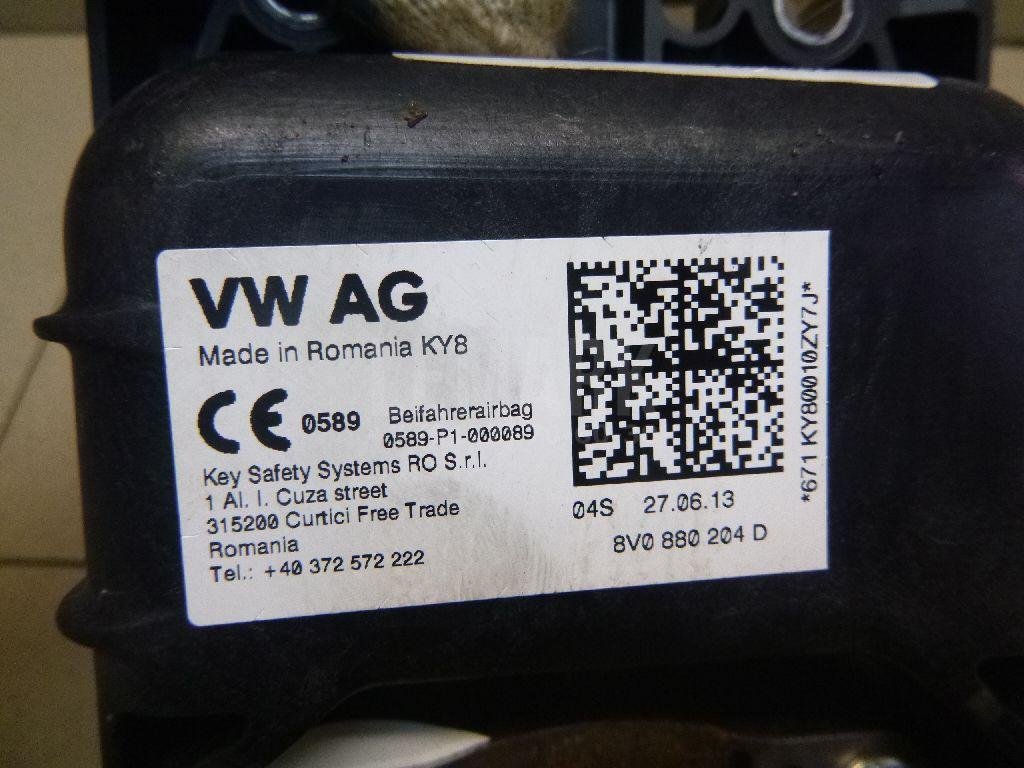 VW AG
Made in Romania KY8
CE 0589 Beifahrerairbag
0589-P1-000089
Key Safety Systems RO S.r.l.
1 Al. I. Cuza street
315200 Curtici Free Trade
Romania
Tel.: +40 372 572 222
04S 27.06.13
8V0 880 204 D
*671 KY80010ZY7J*